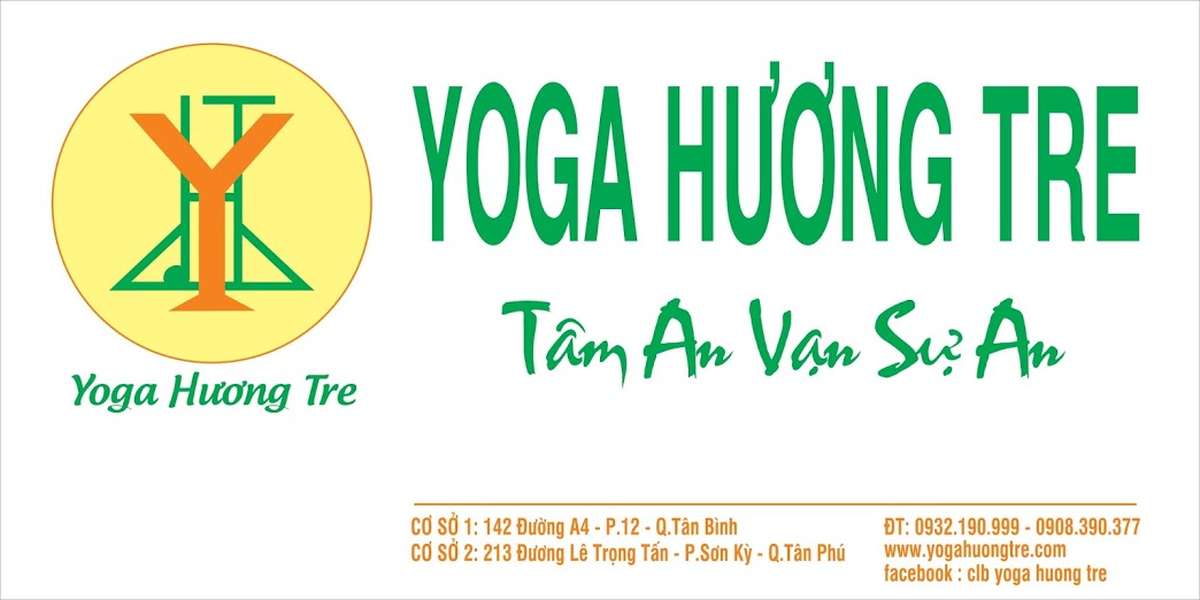 YHT
Yoga Hương Tre
YOGA HƯƠNG TRE
Tâm An Vạn Sự An
CƠ SỞ 1: 142 Đường A4 - P.12 - Q.Tân Bình
CƠ SỞ 2: 213 Đương Lê Trọng Tấn - P.Sơn Kỳ - Q.Tân Phú
ĐT: 0932.190.999 - 0908.390.377
www.yogahuongtre.com
facebook : clb yoga huong tre